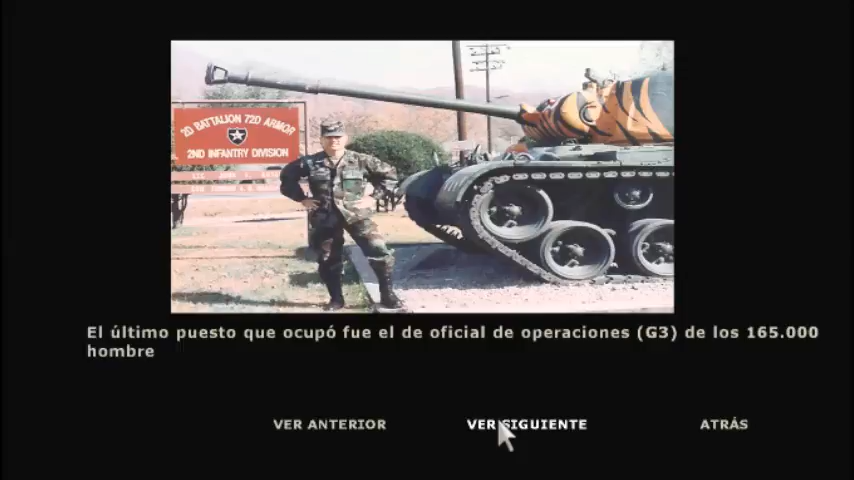 2D BATTALION 72D ARMOR
2ND INFANTRY DIVISION
El último puesto que ocupó fue el de oficial de operaciones (G3) de los 165.000
hombre
VER ANTERIOR VER SIGUIENTE ATRÁS